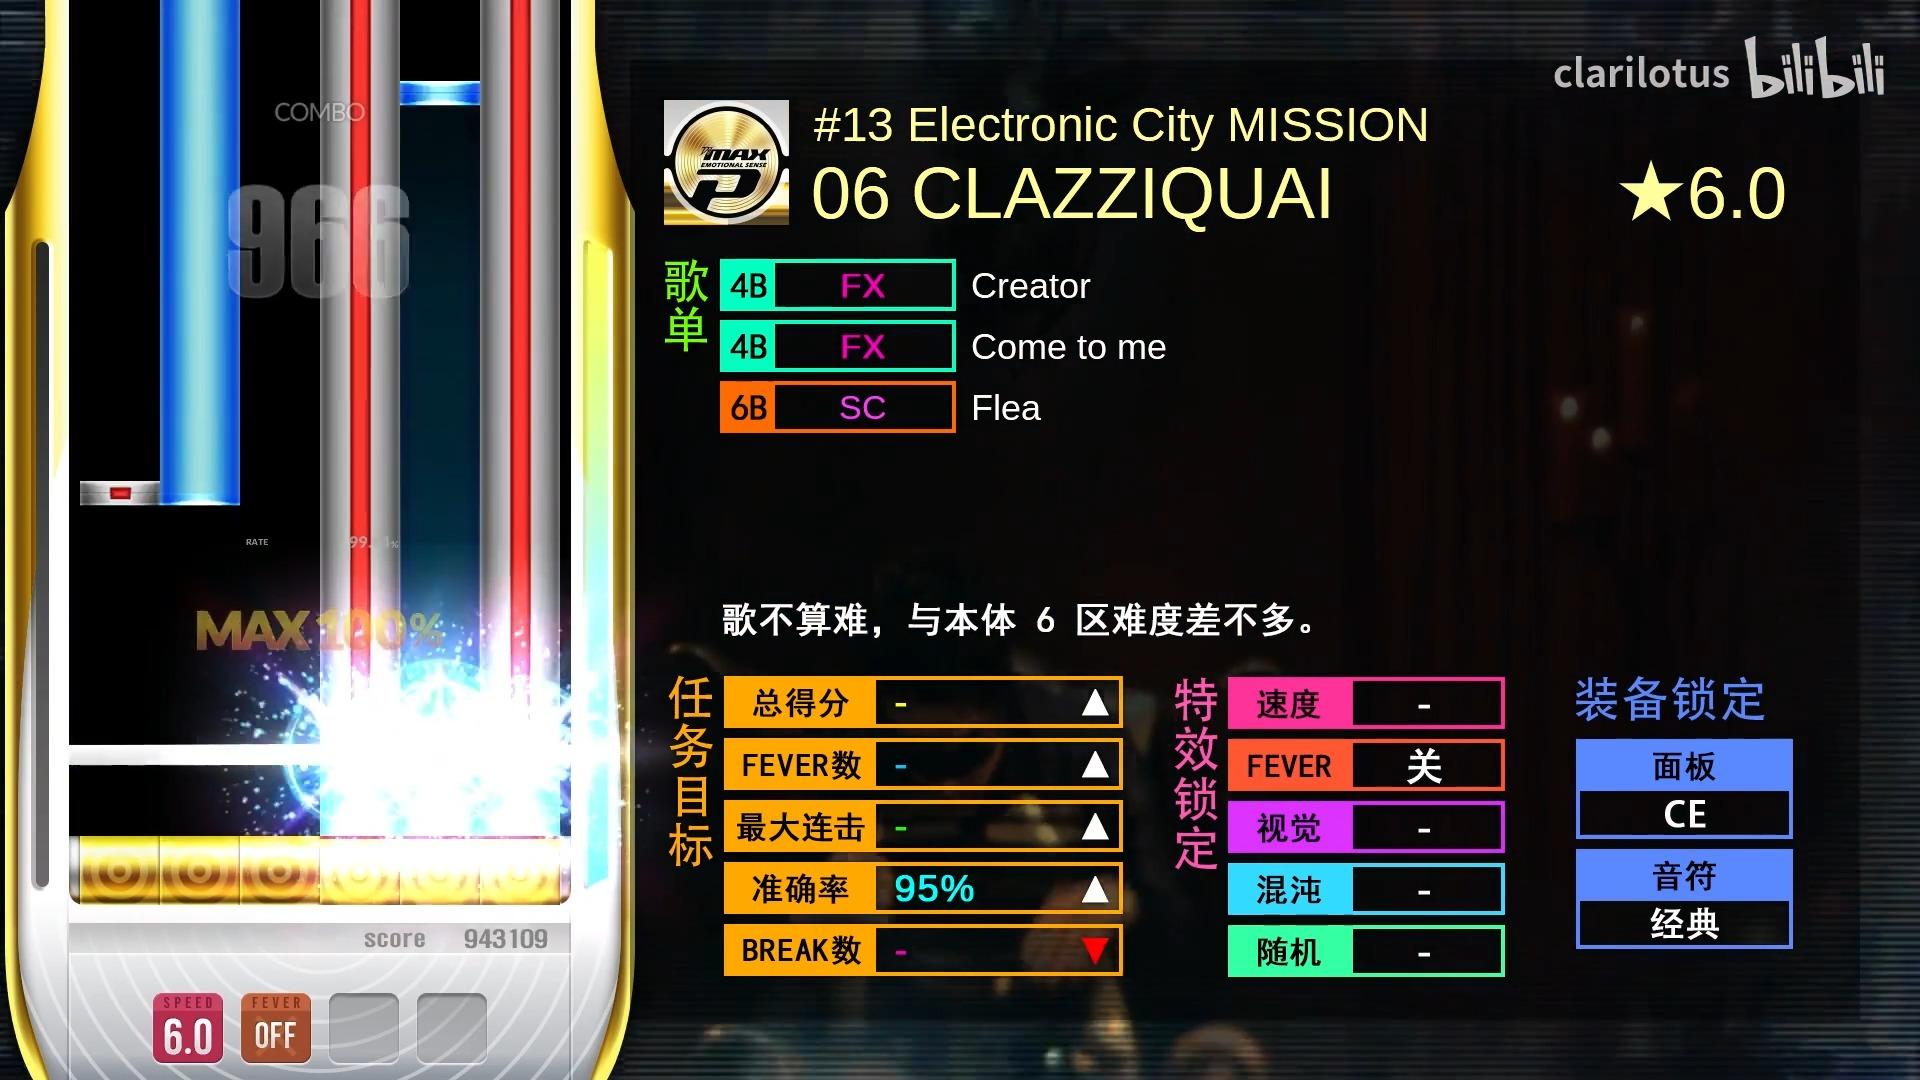 clarilotus bilibili
COMBO
966
RATE
MAX 100%
score 943109
SPEED
6.0
FEVER
OFF
MAX
EMOTIONAL SENSE
#13 Electronic City MISSION
06 CLAZZIQUAI
★6.0
歌单
4B FX Creator
4B FX Come to me
6B SC Flea
歌不算难，与本体 6 区难度差不多。
任务目标
总得分 - ▲
FEVER数 - ▲
最大连击 - ▲
准确率 95% ▲
BREAK数 - ▼
特效锁定
速度 -
FEVER 关
视觉 -
混沌 -
随机 -
装备锁定
面板
CE
音符
经典